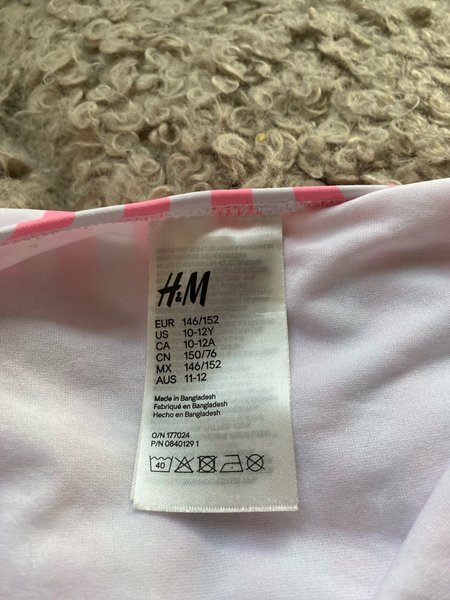 H&M
EUR 146/152
US 10-12Y
CA 10-12A
CN 150/76
MX 146/152
AUS 11-12
Made in Bangladesh
Fabriqué en Bangladesh
Hecho en Bangladesh
O/N 177024
P/N 0840129 1
40